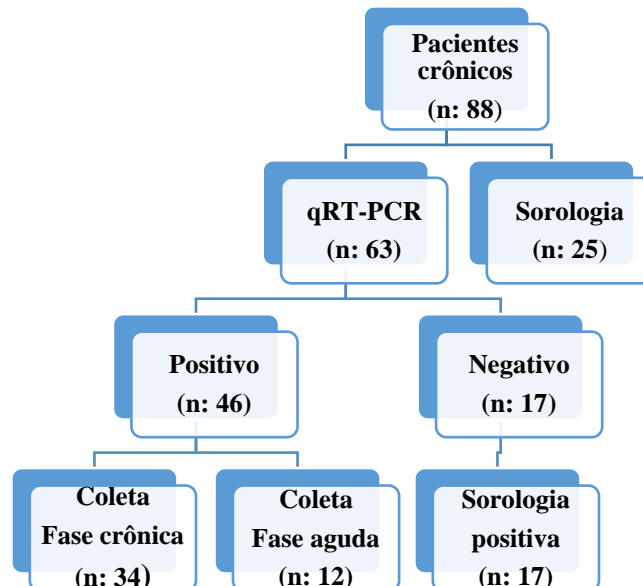 Pacientes
crônicos
(n: 88)
qRT-PCR
(n: 63)
Sorologia
(n: 25)
Positivo
(n: 46)
Negativo
(n: 17)
Coleta
Fase crônica
(n: 34)
Coleta
Fase aguda
(n: 12)
Sorologia
positiva
(n: 17)